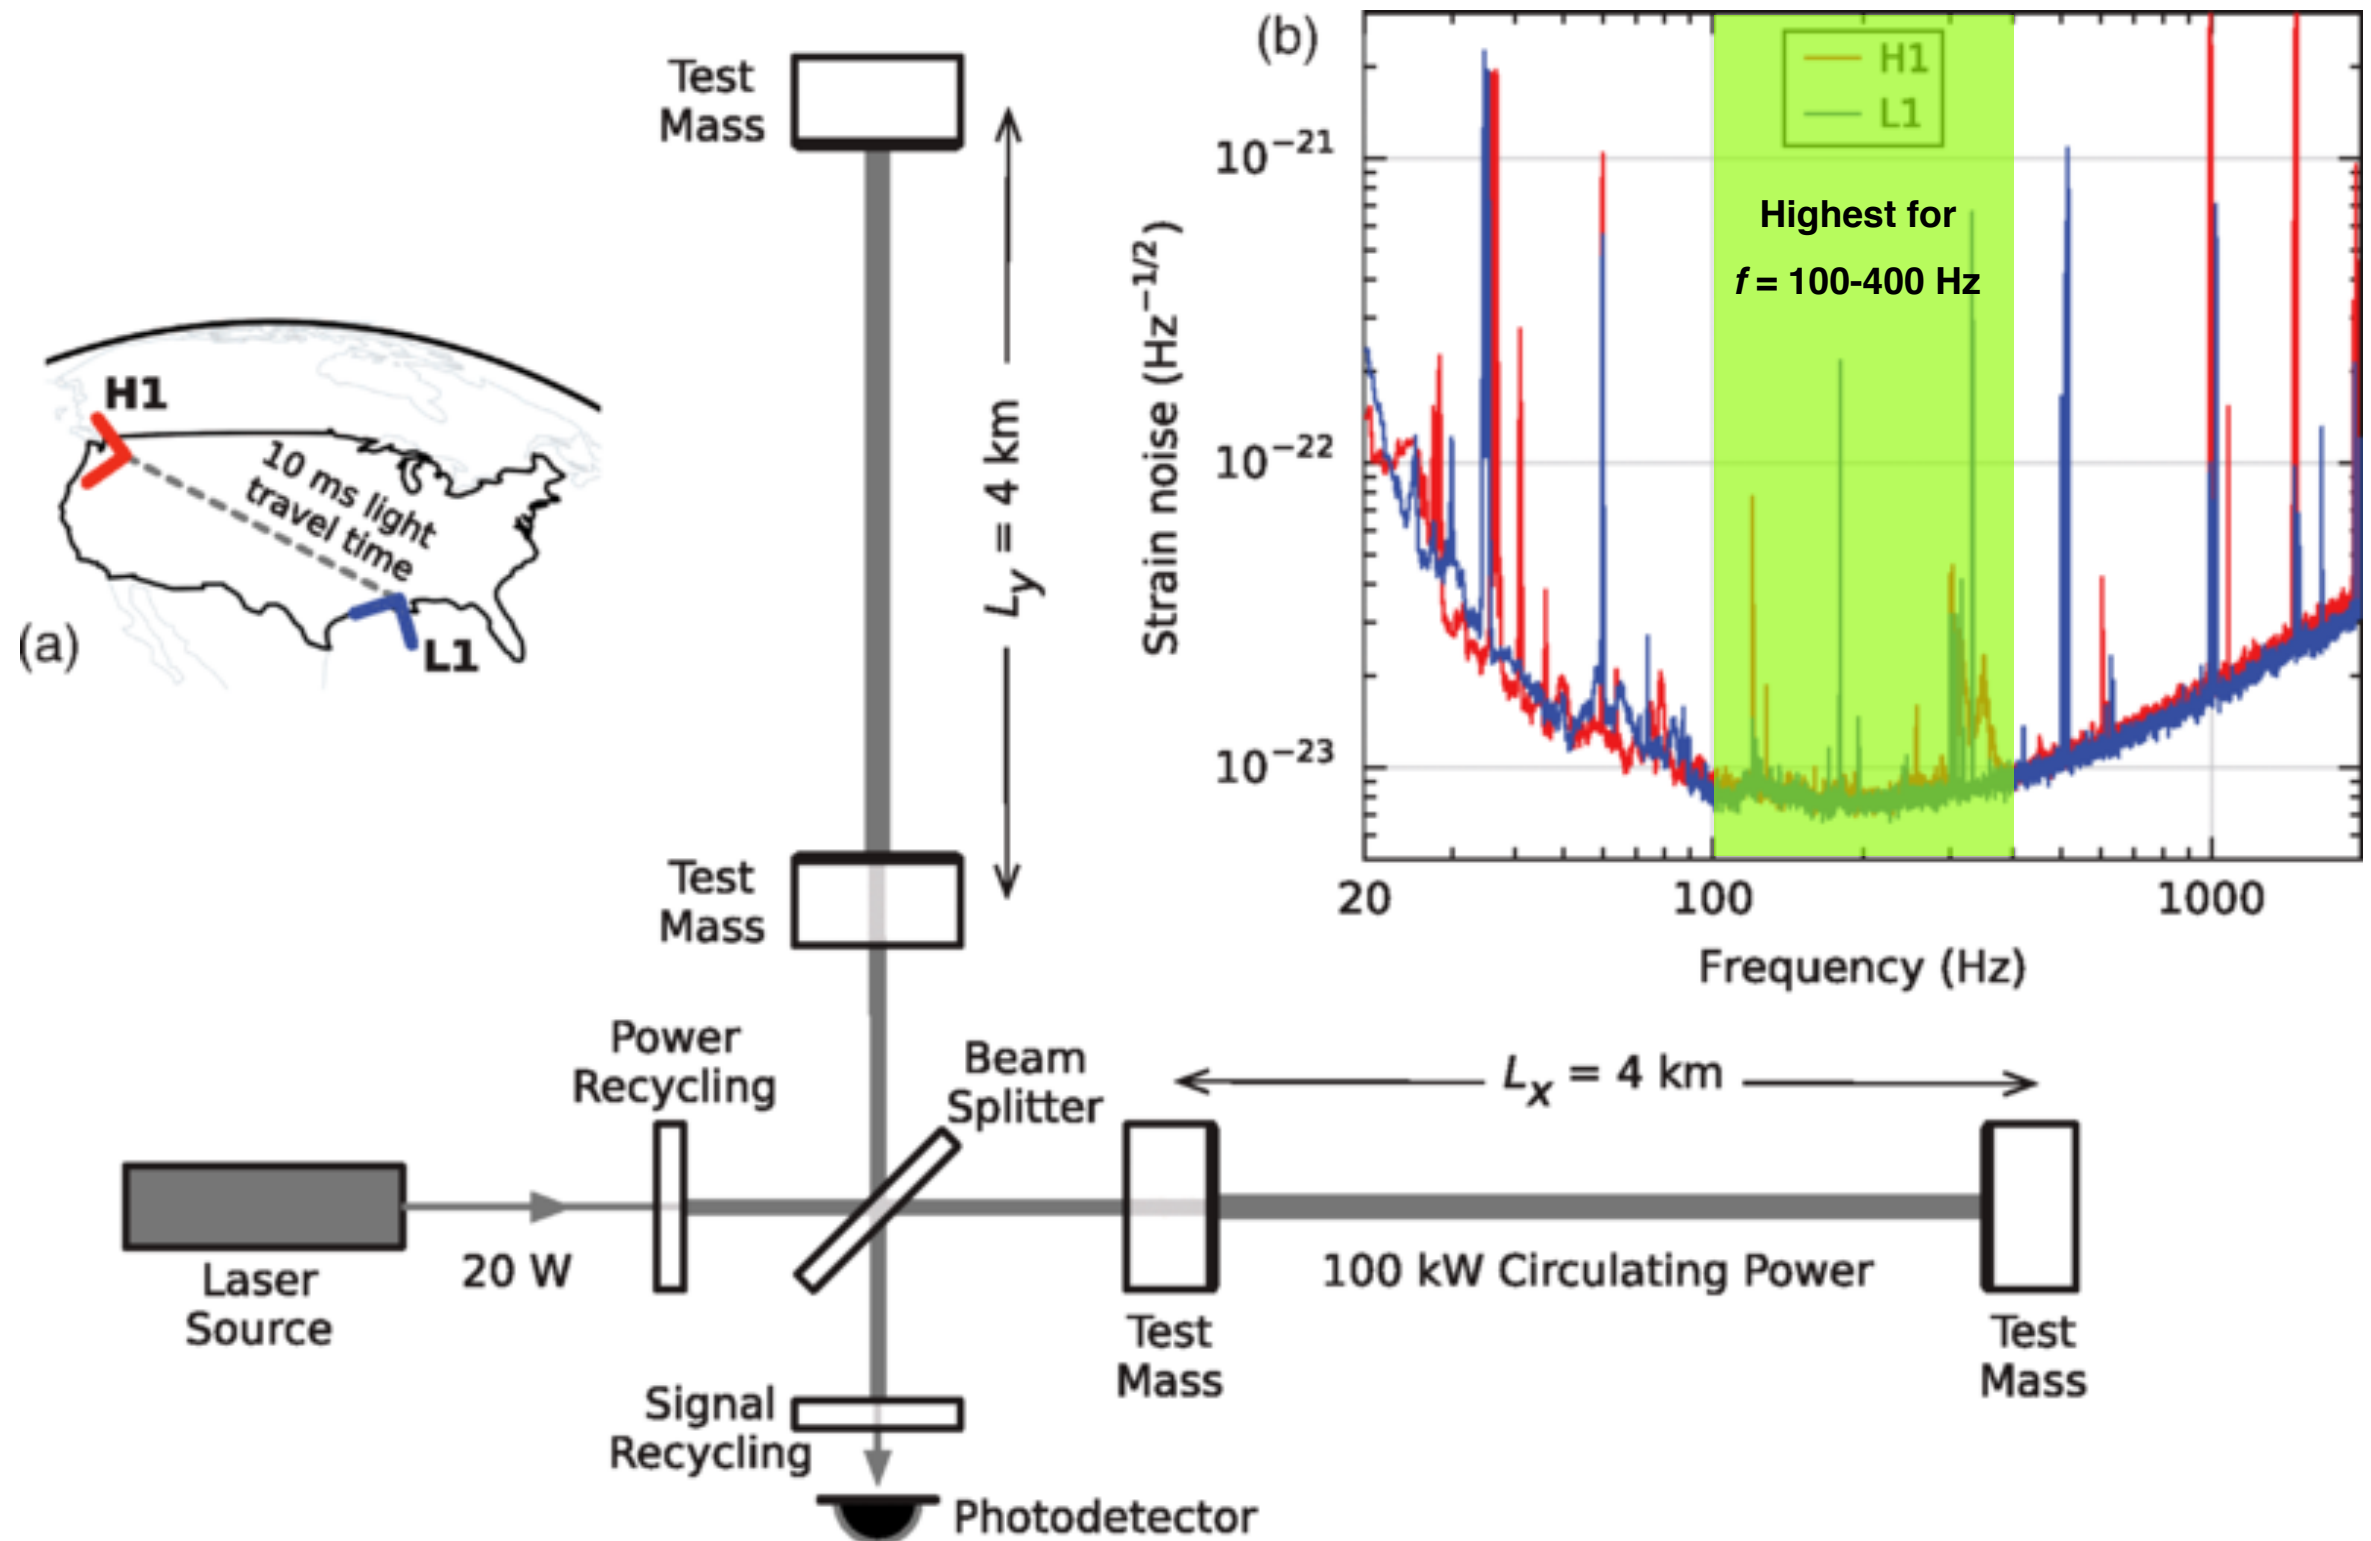 (a)
H1
10 ms light
travel time
L1
Test
Mass
Ly = 4 km
Test
Mass
(b)
H1
L1
Highest for
f = 100-400 Hz
Strain noise (Hz−1/2)
10−21
10−22
10−23
20
100
1000
Frequency (Hz)
Power
Recycling
Beam
Splitter
Lx = 4 km
Laser
Source
20 W
100 kW Circulating Power
Test
Mass
Test
Mass
Signal
Recycling
Photodetector